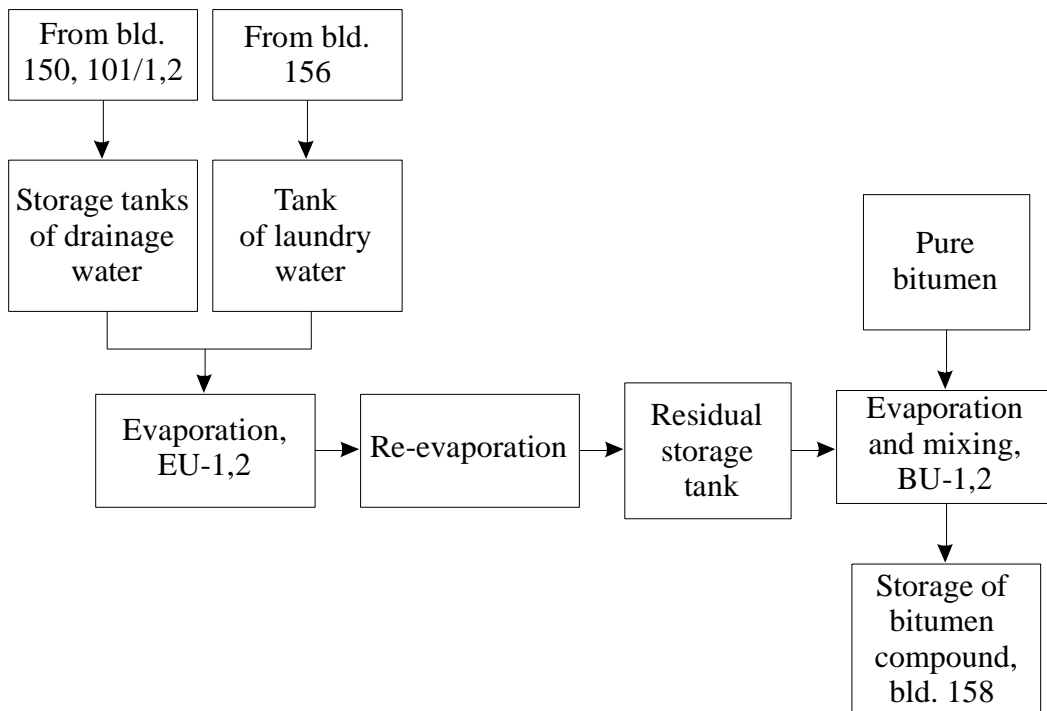 From bld.
150, 101/1,2
From bld.
156
Storage tanks
of drainage
water
Tank
of laundry
water
Pure
bitumen
Evaporation,
EU-1,2
Re-evaporation
Residual
storage
tank
Evaporation
and mixing,
BU-1,2
Storage of
bitumen
compound,
bld. 158